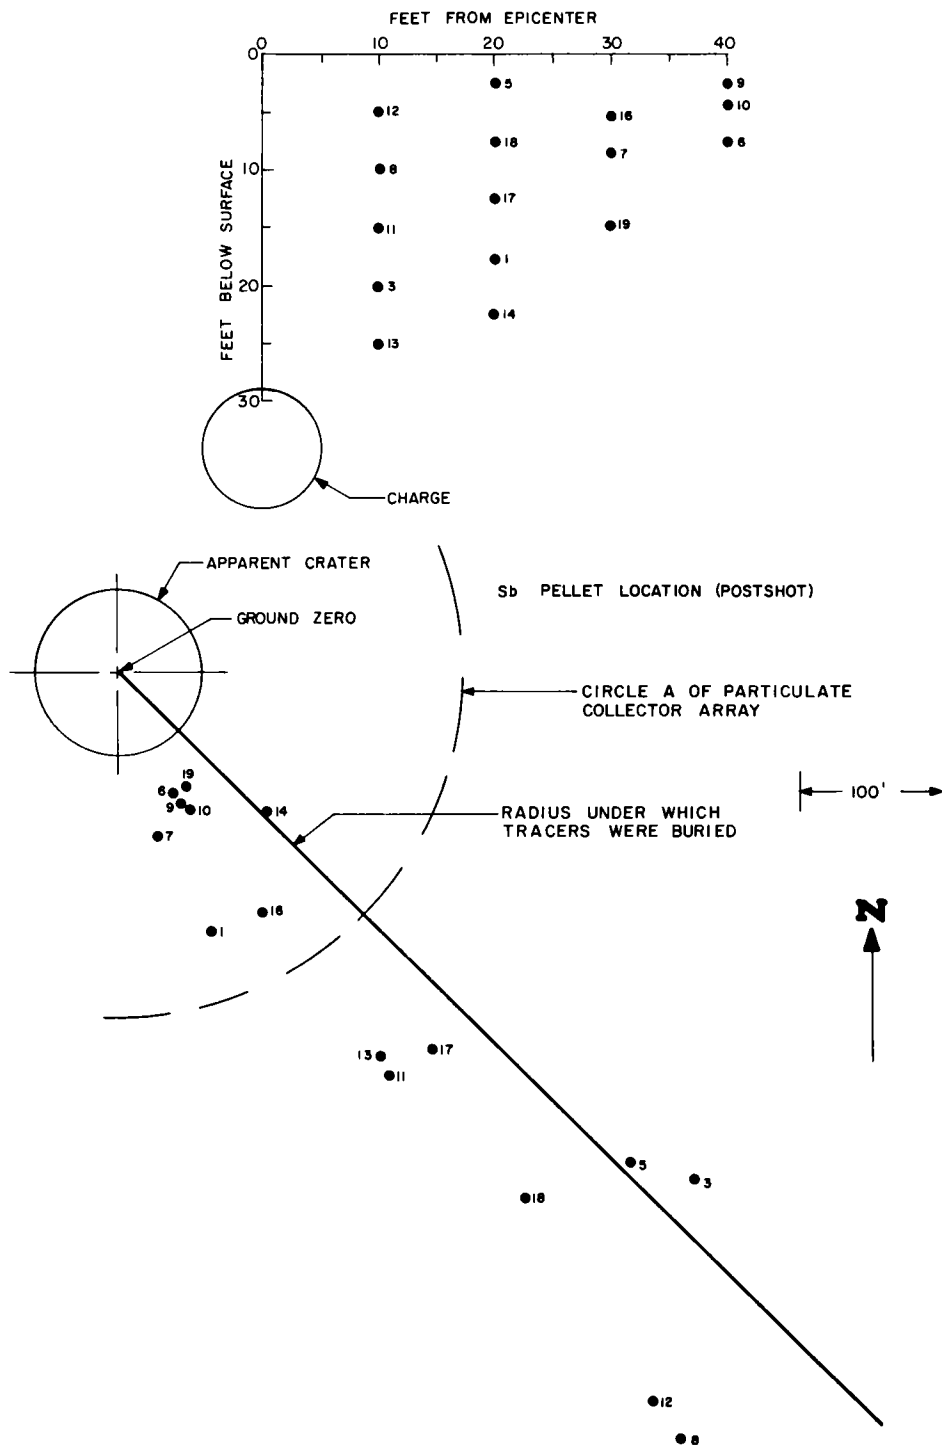 FEET FROM EPICENTER
0 10 20 30 40
0
5 9
10
12 16
18 6
7
10
8
17
11 19
1
FEET BELOW SURFACE
20
3
14
13
30
CHARGE
APPARENT CRATER
Sb PELLET LOCATION (POSTSHOT)
GROUND ZERO
CIRCLE A OF PARTICULATE
COLLECTOR ARRAY
19
6
100'
9 10
14
RADIUS UNDER WHICH
TRACERS WERE BURIED
7
16
N
1
13 17
11
5
3
18
12
8